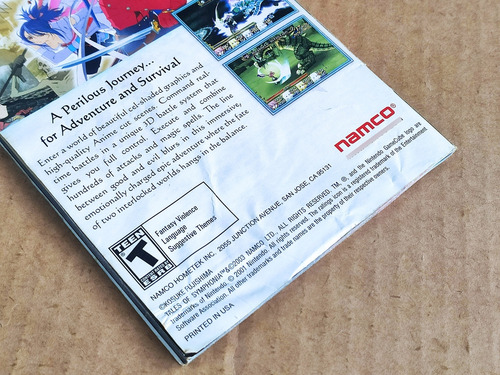 A Perilous Journey...
for Adventure and Survival
Enter a world of beautiful cel-shaded graphics and
high-quality Anime cut scenes. Command real-
time battles in a unique 3D battle system that
gives you full control. Execute and combine
hundreds of attacks and magic spells. The line
between good and evil blurs in this immersive,
emotionally charged epic adventure where the fate
of two interlocked worlds hangs in the balance.
namco®
TEEN
T
ESRB
Fantasy Violence
Language
Suggestive Themes
NAMCO HOMETEK INC. 2055 JUNCTION AVENUE, SAN JOSE, CA 95131
©KOSUKE FUJISHIMA
TALES OF SYMPHONIA™&©2003 NAMCO LTD., ALL RIGHTS RESERVED. TM, ®, and the Nintendo GameCube logo are
trademarks of Nintendo. © 2001 Nintendo. All rights reserved. The ratings icon is a registered trademark of the Entertainment
Software Association. All other trademarks and trade names are the property of their respective owners.
PRINTED IN USA